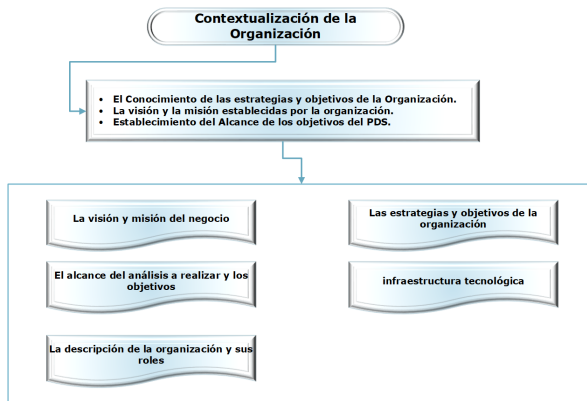 Contextualización de la
Organización
• El Conocimiento de las estrategias y objetivos de la Organización.
• La visión y la misión establecidas por la organización.
• Establecimiento del Alcance de los objetivos del PDS.
La visión y misión del negocio
Las estrategias y objetivos de la
organización
El alcance del análisis a realizar y los
objetivos
infraestructura tecnológica
La descripción de la organización y sus
roles